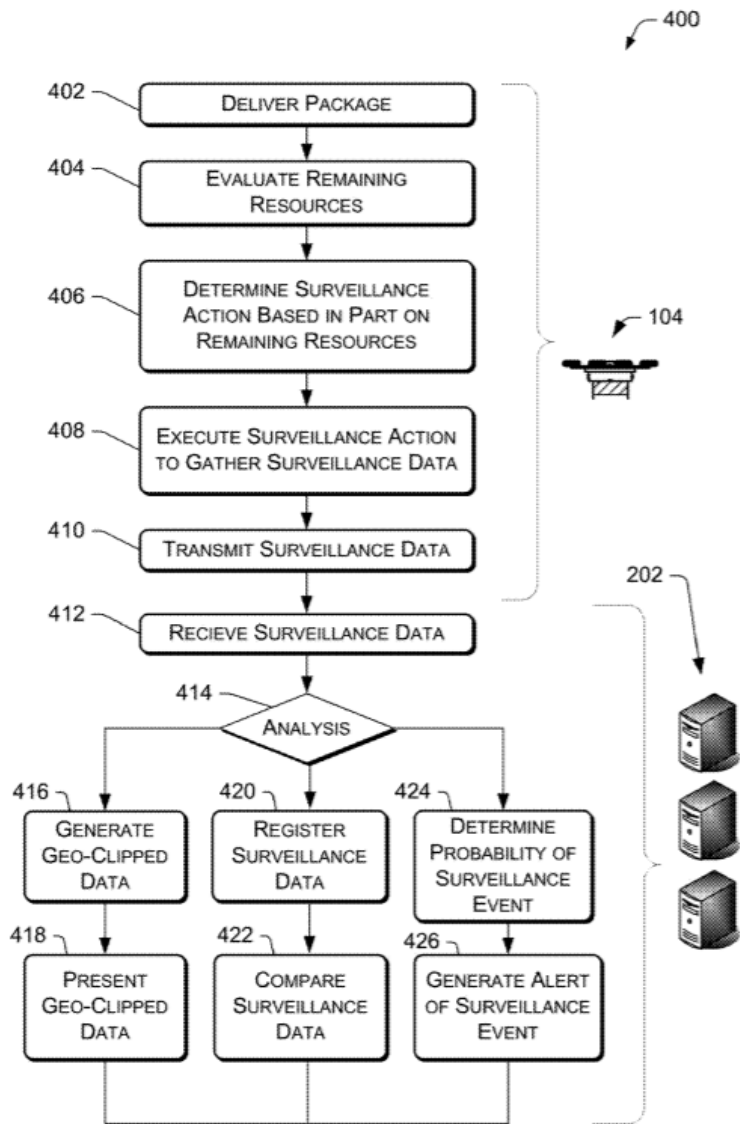 400
402
DELIVER PACKAGE
404
EVALUATE REMAINING
RESOURCES
406
DETERMINE SURVEILLANCE
ACTION BASED IN PART ON
REMAINING RESOURCES
104
408
EXECUTE SURVEILLANCE ACTION
TO GATHER SURVEILLANCE DATA
410
TRANSMIT SURVEILLANCE DATA
412
RECIEVE SURVEILLANCE DATA
202
414
ANALYSIS
416
GENERATE
GEO-CLIPPED
DATA
420
REGISTER
SURVEILLANCE
DATA
424
DETERMINE
PROBABILITY OF
SURVEILLANCE
EVENT
418
PRESENT
GEO-CLIPPED
DATA
422
COMPARE
SURVEILLANCE
DATA
426
GENERATE ALERT
OF SURVEILLANCE
EVENT